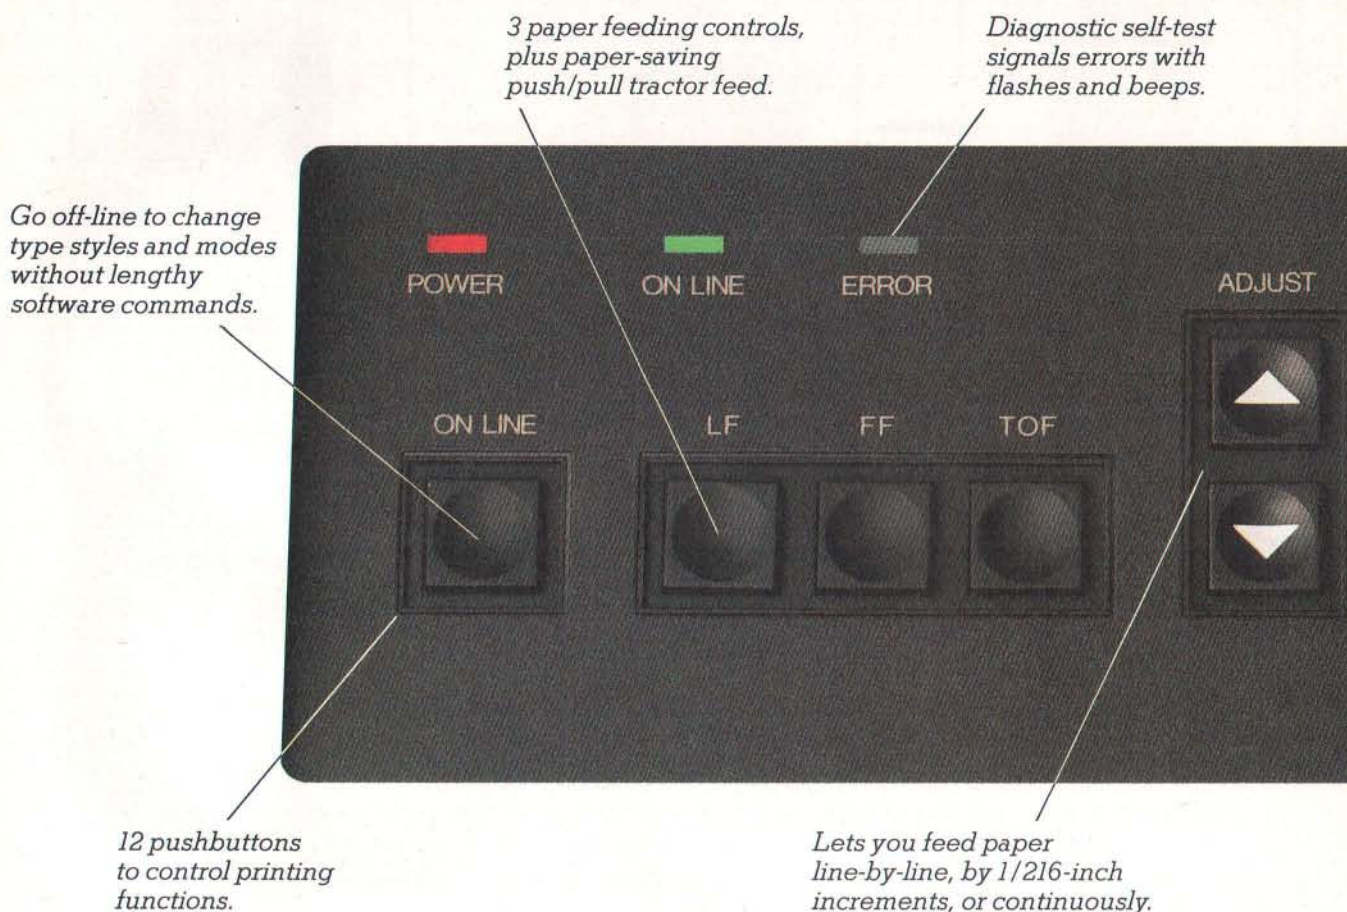 3 paper feeding controls,
plus paper-saving
push/pull tractor feed.
Diagnostic self-test
signals errors with
flashes and beeps.
Go off-line to change
type styles and modes
without lengthy
software commands.
POWER
ON LINE
ERROR
ADJUST
ON LINE
LF
FF
TOF
12 pushbuttons
to control printing
functions.
Lets you feed paper
line-by-line, by 1/216-inch
increments, or continuously.